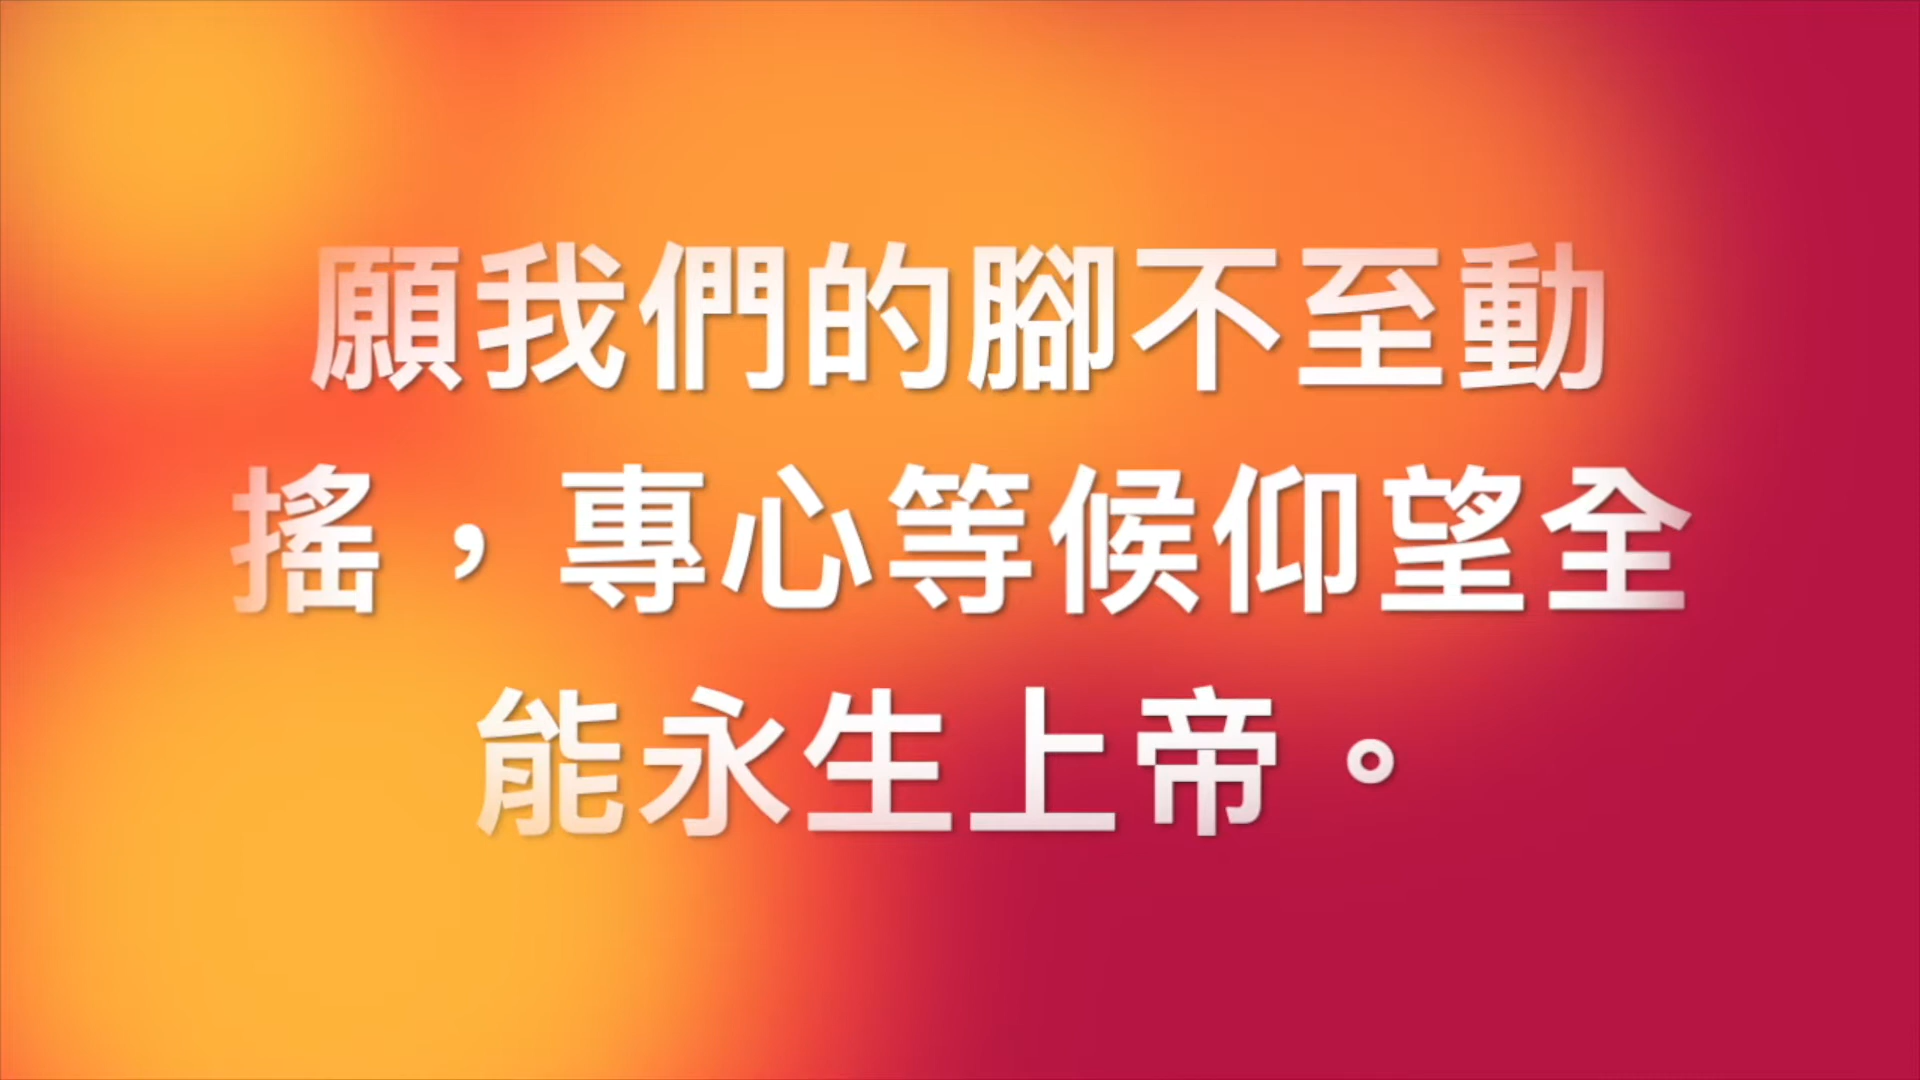 願我們的腳不至動
搖，專心等候仰望全
能永生上帝。